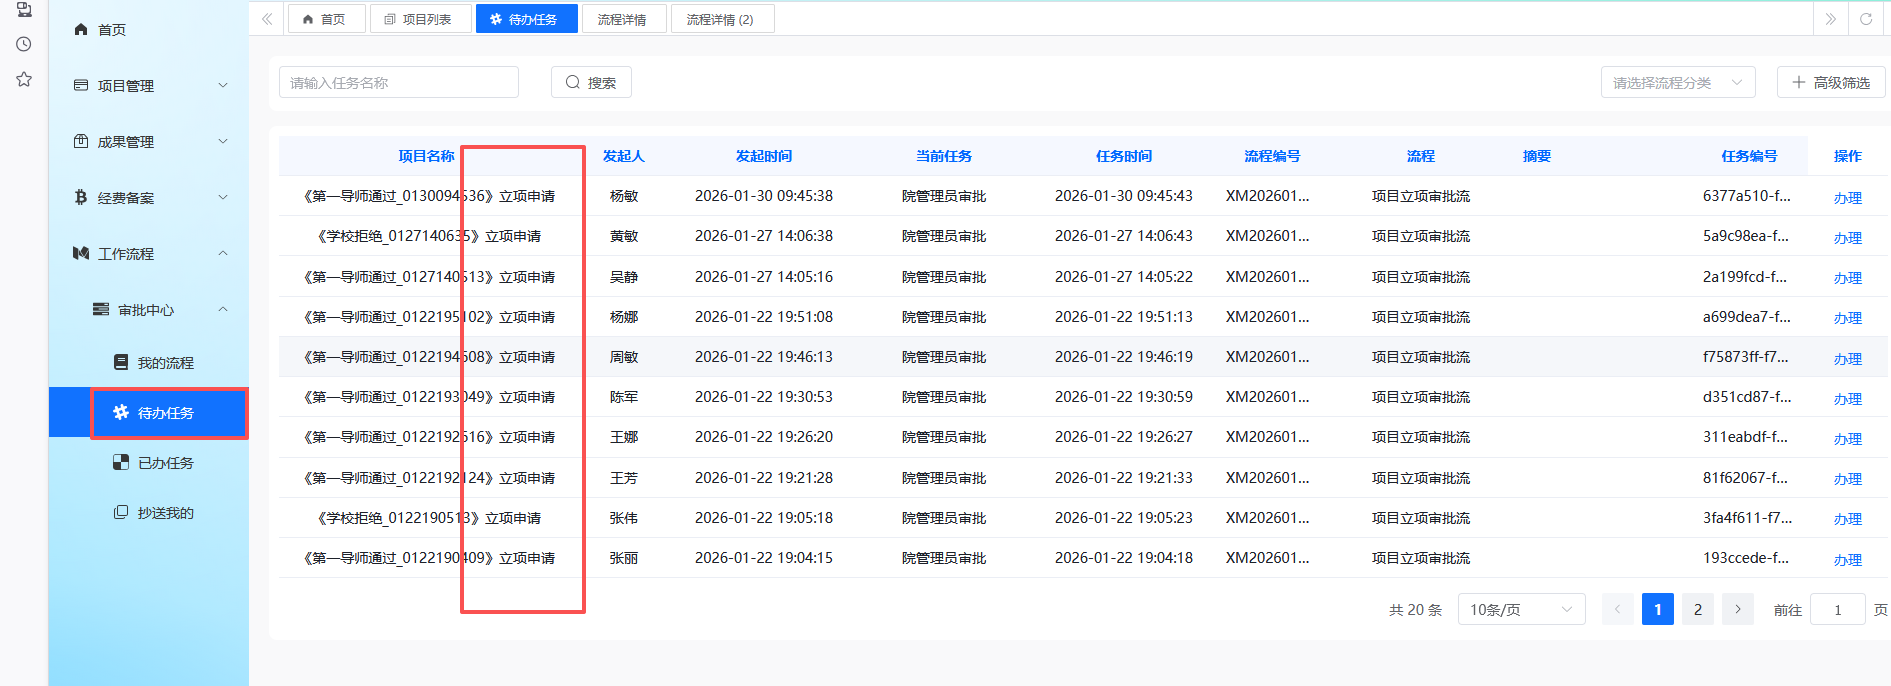 首页
项目管理
成果管理
经费备案
工作流程
审批中心
我的流程
待办任务
已办任务
抄送我的
首页 项目列表 待办任务 流程详情 流程详情 (2)
请输入任务名称 搜索 请选择流程分类 高级筛选
项目名称 发起人 发起时间 当前任务 任务时间 流程编号 流程 摘要 任务编号 操作
《第一导师通过_0130094536》立项申请 杨敏 2026-01-30 09:45:38 院管理员审批 2026-01-30 09:45:43 XM202601... 项目立项审批流 6377a510-f... 办理
《学校拒绝_0127140635》立项申请 黄敏 2026-01-27 14:06:38 院管理员审批 2026-01-27 14:06:43 XM202601... 项目立项审批流 5a9c98ea-f... 办理
《第一导师通过_0127140513》立项申请 吴静 2026-01-27 14:05:16 院管理员审批 2026-01-27 14:05:22 XM202601... 项目立项审批流 2a199fcd-f... 办理
《第一导师通过_0122195102》立项申请 杨娜 2026-01-22 19:51:08 院管理员审批 2026-01-22 19:51:13 XM202601... 项目立项审批流 a699dea7-f... 办理
《第一导师通过_0122194608》立项申请 周敏 2026-01-22 19:46:13 院管理员审批 2026-01-22 19:46:19 XM202601... 项目立项审批流 f75873ff-f7... 办理
《第一导师通过_0122193049》立项申请 陈军 2026-01-22 19:30:53 院管理员审批 2026-01-22 19:30:59 XM202601... 项目立项审批流 d351cd87-f... 办理
《第一导师通过_0122192616》立项申请 王娜 2026-01-22 19:26:20 院管理员审批 2026-01-22 19:26:27 XM202601... 项目立项审批流 311eabdf-f... 办理
《第一导师通过_0122192124》立项申请 王芳 2026-01-22 19:21:28 院管理员审批 2026-01-22 19:21:33 XM202601... 项目立项审批流 81f62067-f... 办理
《学校拒绝_0122190513》立项申请 张伟 2026-01-22 19:05:18 院管理员审批 2026-01-22 19:05:23 XM202601... 项目立项审批流 3fa4f611-f7... 办理
《第一导师通过_0122190409》立项申请 张丽 2026-01-22 19:04:15 院管理员审批 2026-01-22 19:04:18 XM202601... 项目立项审批流 193ccede-f... 办理
共 20 条 10条/页 1 2 前往 1 页